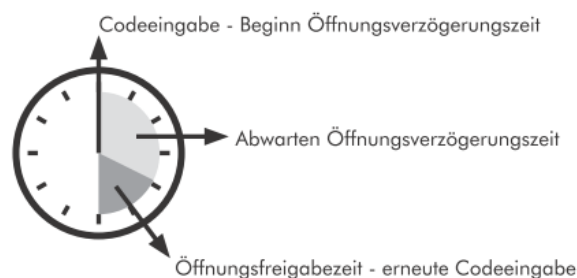 Codeeingabe - Beginn Öffnungsverzögerungszeit
Abwarten Öffnungsverzögerungszeit
Öffnungsfreigabezeit - erneute Codeeingabe